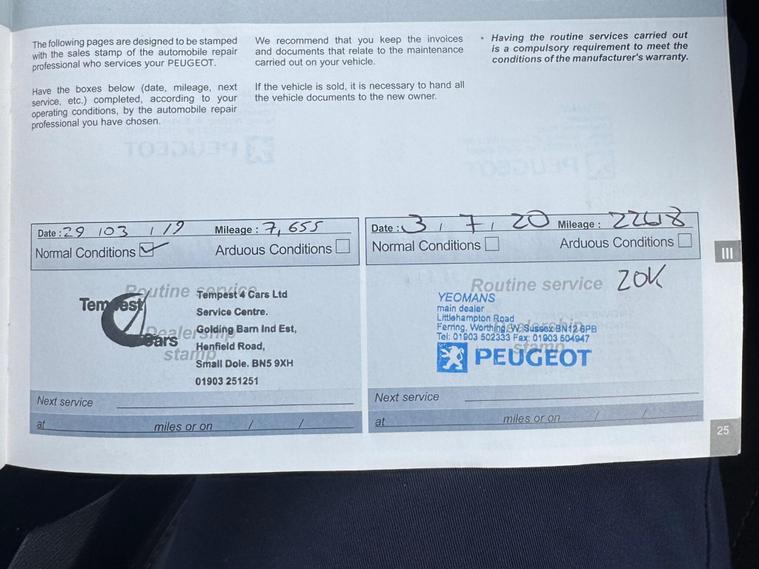 The following pages are designed to be stamped
with the sales stamp of the automobile repair
professional who services your PEUGEOT.
Have the boxes below (date, mileage, next
service, etc.) completed, according to your
operating conditions, by the automobile repair
professional you have chosen.
We recommend that you keep the invoices
and documents that relate to the maintenance
carried out on your vehicle.
If the vehicle is sold, it is necessary to hand all
the vehicle documents to the new owner.
• Having the routine services carried out
is a compulsory requirement to meet the
conditions of the manufacturer's warranty.
Date : 29 / 03 / 19 Mileage : 7,655
Normal Conditions Arduous Conditions
Routine service
Dealership
stamp
Tempest
Cars
Tempest 4 Cars Ltd
Service Centre.
Golding Barn Ind Est,
Henfield Road,
Small Dole. BN5 9XH
01903 251251
Next service
at miles or on / /
Date : 3 / 7 / 20 Mileage :
Normal Conditions Arduous Conditions
Routine service 20K
YEOMANS
main dealer
Littlehampton Road
Ferring, Worthing, W. Sussex BN12 6PB
Tel: 01903 502333 Fax: 01903 504947
stamp
PEUGEOT
Next service
at miles or on / /
III
25